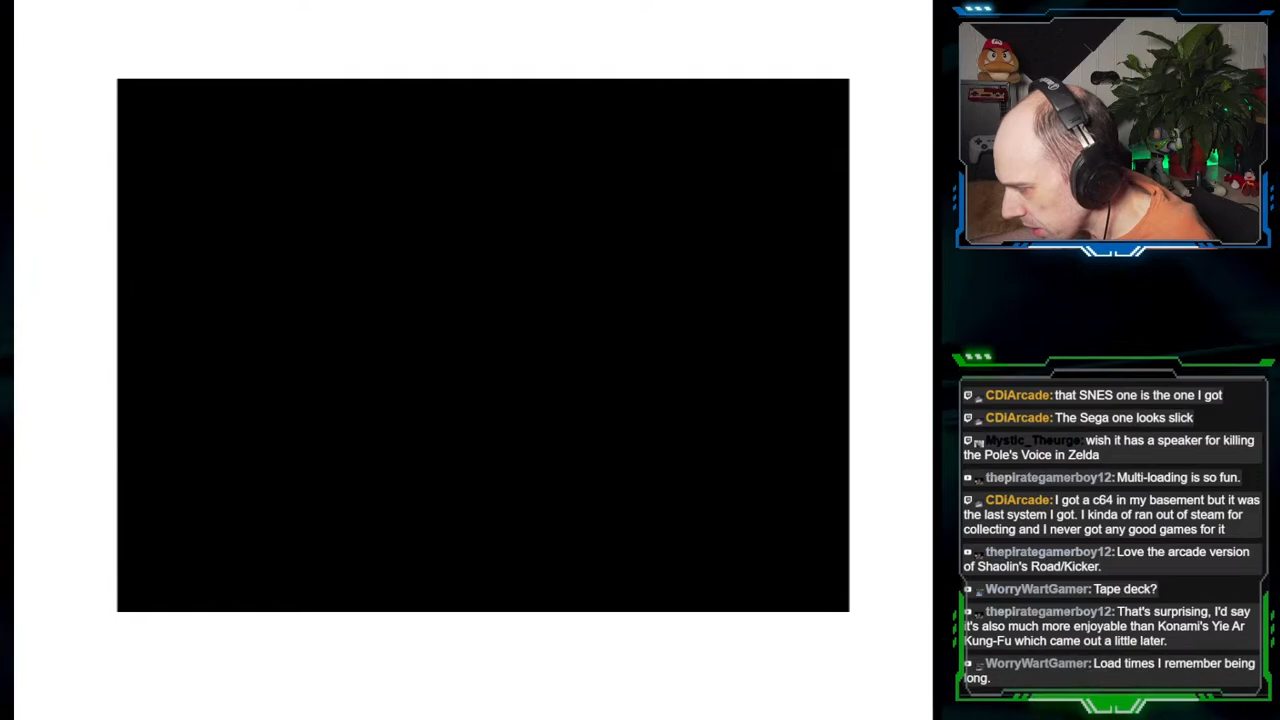 CDiArcade: that SNES one is the one I got
CDiArcade: The Sega one looks slick
Mystic_Theurge: wish it has a speaker for killing
the Pole's Voice in Zelda
thepirategamerboy12: Multi-loading is so fun.
CDiArcade: I got a c64 in my basement but it was
the last system I got. I kinda of ran out of steam for
collecting and I never got any good games for it
thepirategamerboy12: Love the arcade version
of Shaolin's Road/Kicker.
WorryWartGamer: Tape deck?
thepirategamerboy12: That's surprising, I'd say
it's also much more enjoyable than Konami's Yie Ar
Kung-Fu which came out a little later.
WorryWartGamer: Load times I remember being
long.